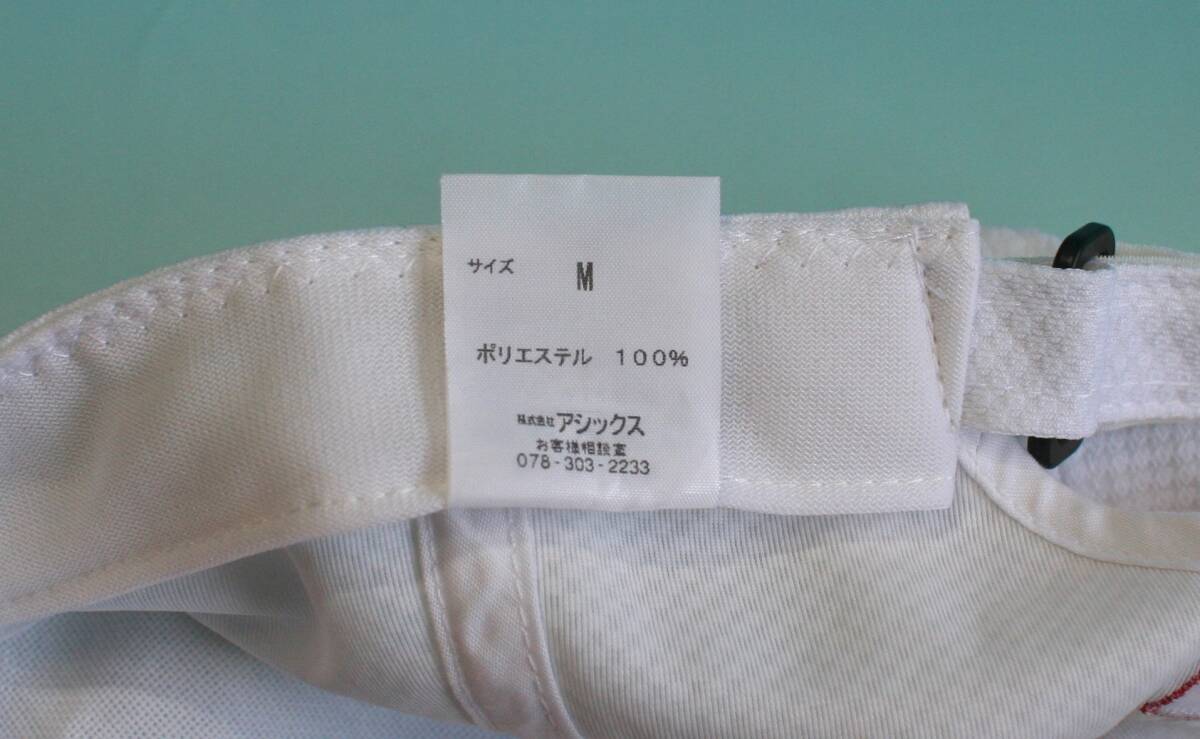 サイズ M
ポリエステル 100%
株式会社 アシックス
お客様相談室
078-303-2233